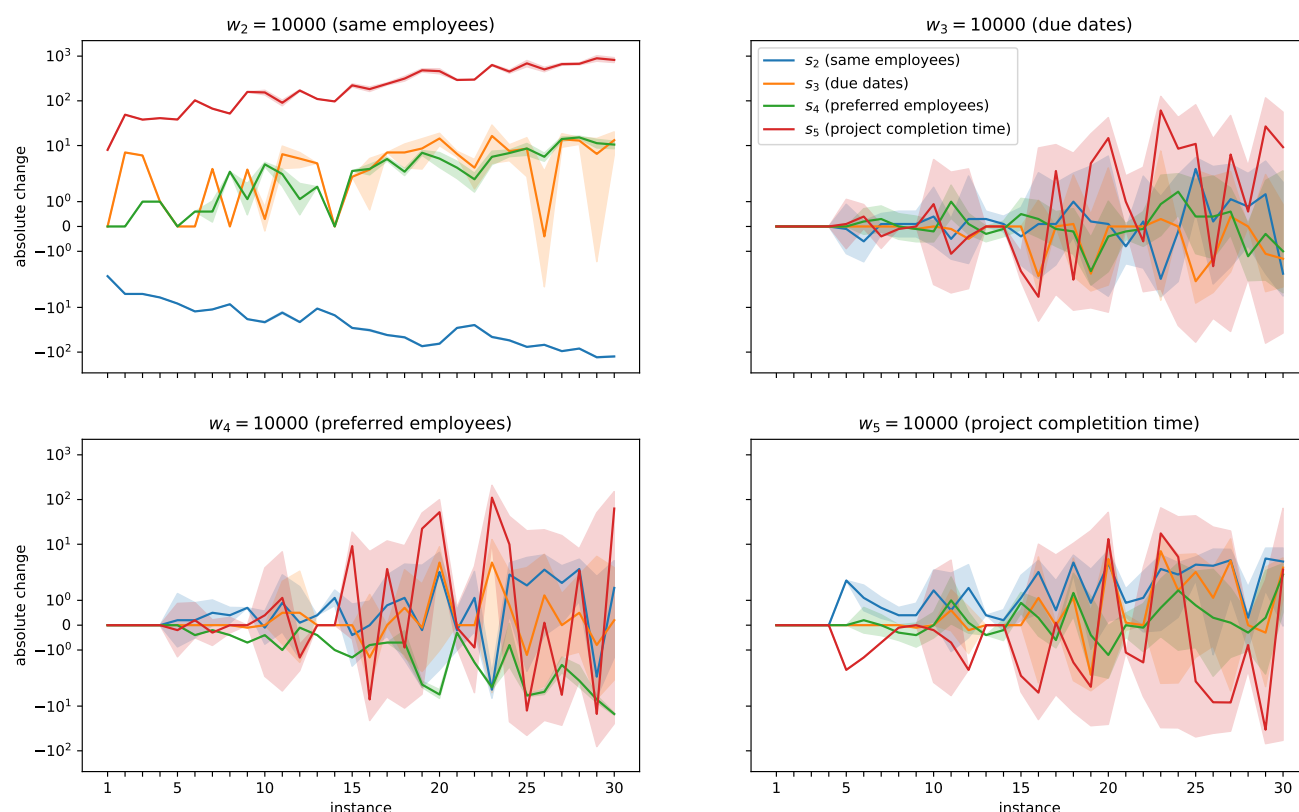 w₂ = 10000 (same employees)
w₃ = 10000 (due dates)
10³
10²
10¹
10⁰
0
−10⁰
−10¹
−10²
absolute change
s₂ (same employees)
s₃ (due dates)
s₄ (preferred employees)
s₅ (project completion time)
w₄ = 10000 (preferred employees)
w₅ = 10000 (project completition time)
10³
10²
10¹
10⁰
0
−10⁰
−10¹
−10²
absolute change
1 5 10 15 20 25 30
instance
1 5 10 15 20 25 30
instance